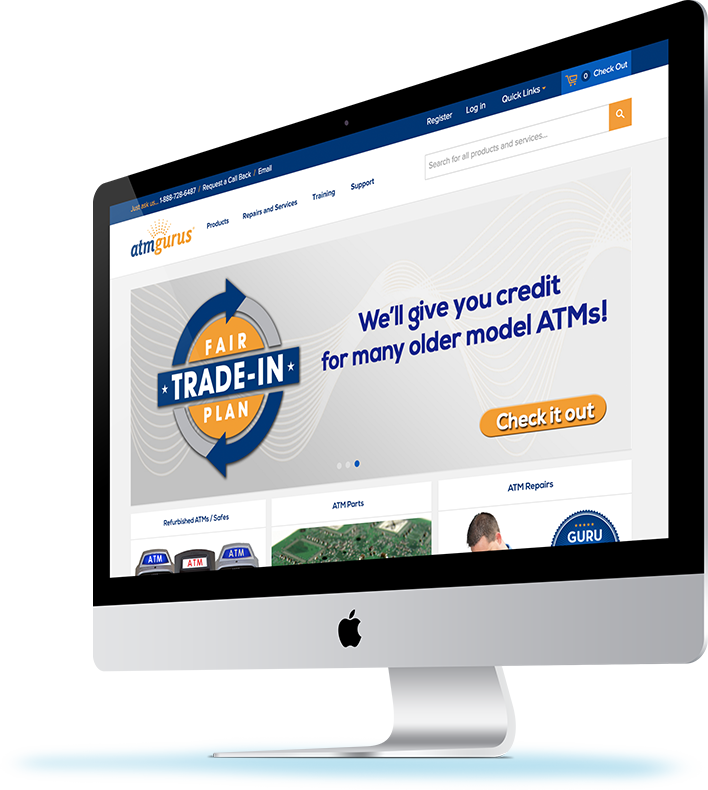 Register
Log in
Quick Links
0
Check Out
Just ask us... 1-888-728-6487 / Request a Call Back / Email
Search for all products and services...
atmgurus
Products
Repairs and Services
Training
Support
FAIR
TRADE-IN
PLAN
We'll give you credit
for many older model ATMs!
Check it out
Refurbished ATMs / Safes
ATM Parts
ATM Repairs
ATM
ATM
ATM
GURU